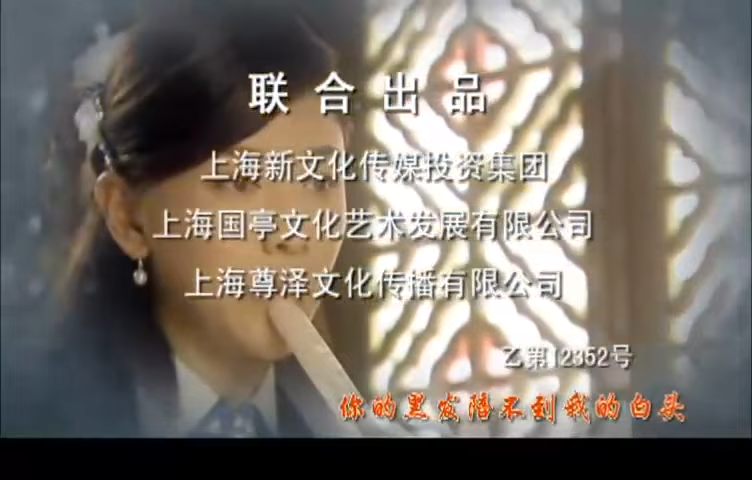 联合出品
上海新文化传媒投资集团
上海国亭文化艺术发展有限公司
上海尊泽文化传播有限公司
乙第12352号
你的黑发陪不到我的白头